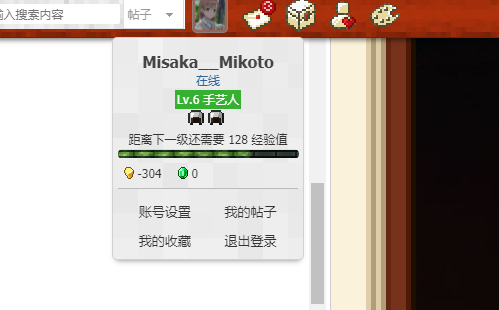 输入搜索内容 帖子
Misaka__Mikoto
在线
Lv.6 手艺人
距离下一级还需要 128 经验值
-304 0
账号设置 我的帖子
我的收藏 退出登录